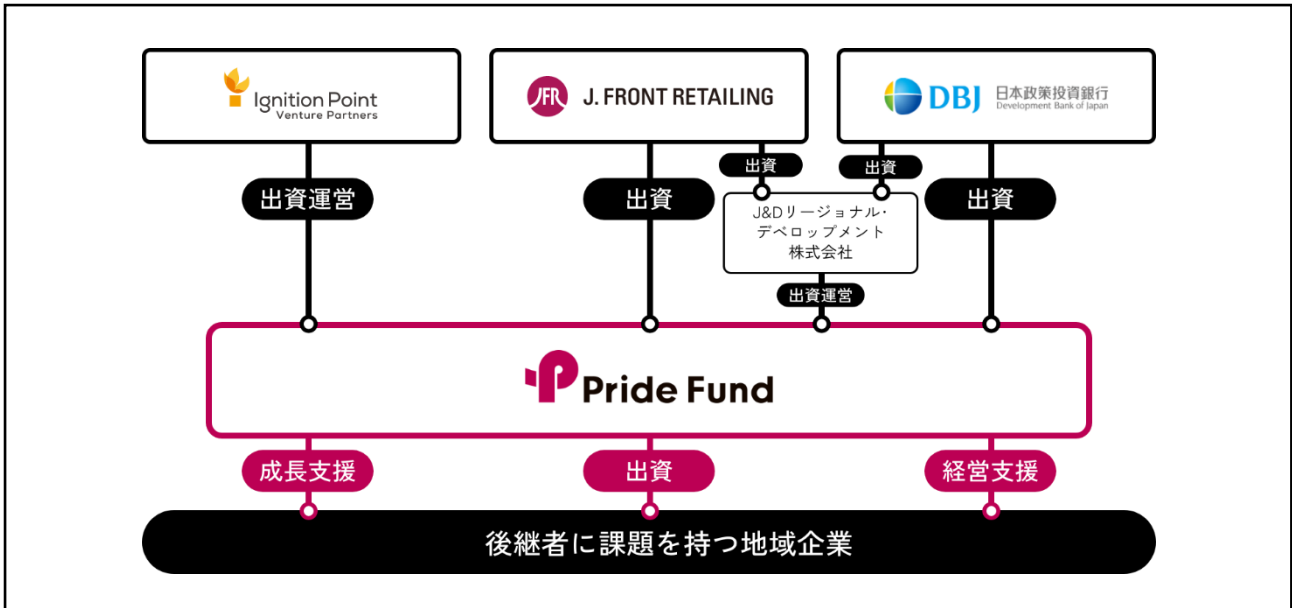 Ignition Point
Venture Partners
JFR J. FRONT RETAILING
DBJ 日本政策投資銀行
Development Bank of Japan
出資
出資
出資運営
出資
出資
J&Dリージョナル・
デベロップメント
株式会社
出資運営
Pride Fund
成長支援
出資
経営支援
後継者に課題を持つ地域企業